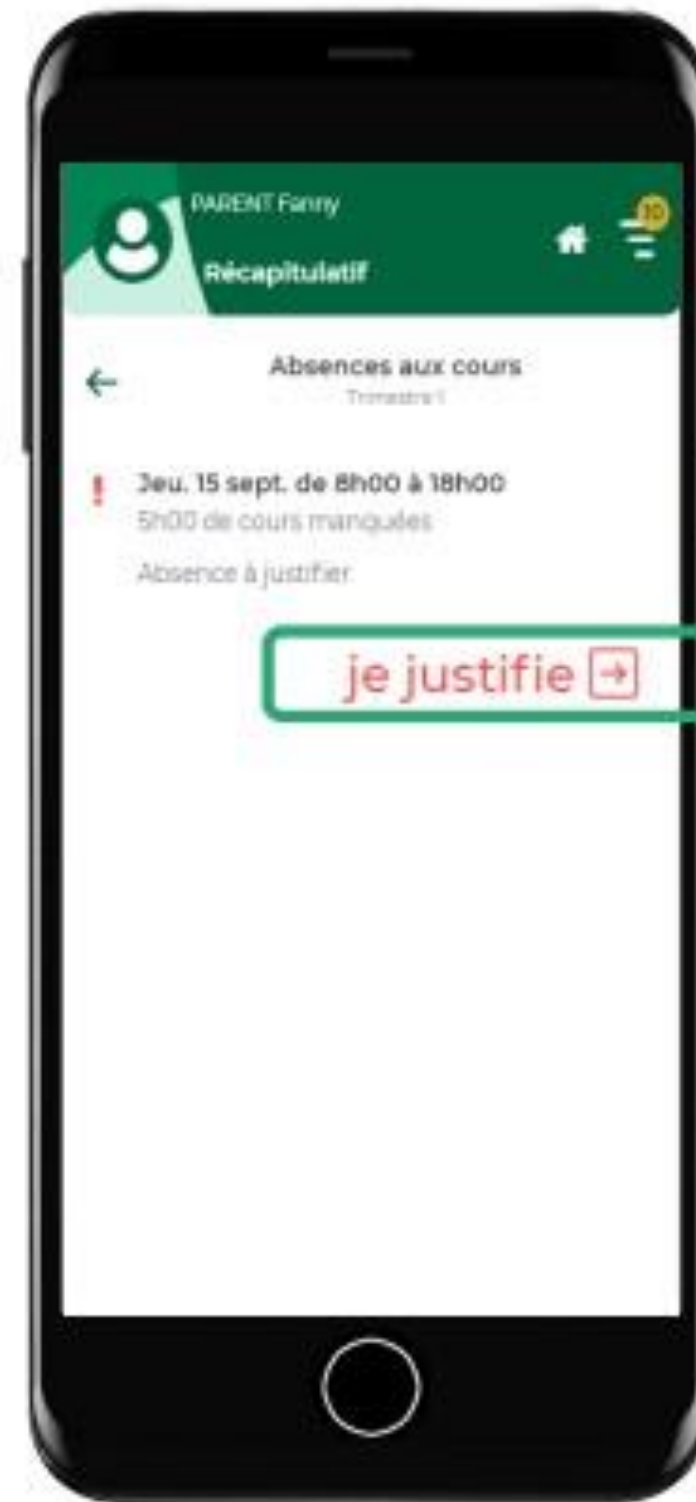 PARENT Fanny
10
Récapitulatif
Absences aux cours
Trimestre 1
! Jeu. 15 sept. de 8h00 à 18h00
5h00 de cours manquées
Absence à justifier
je justifie